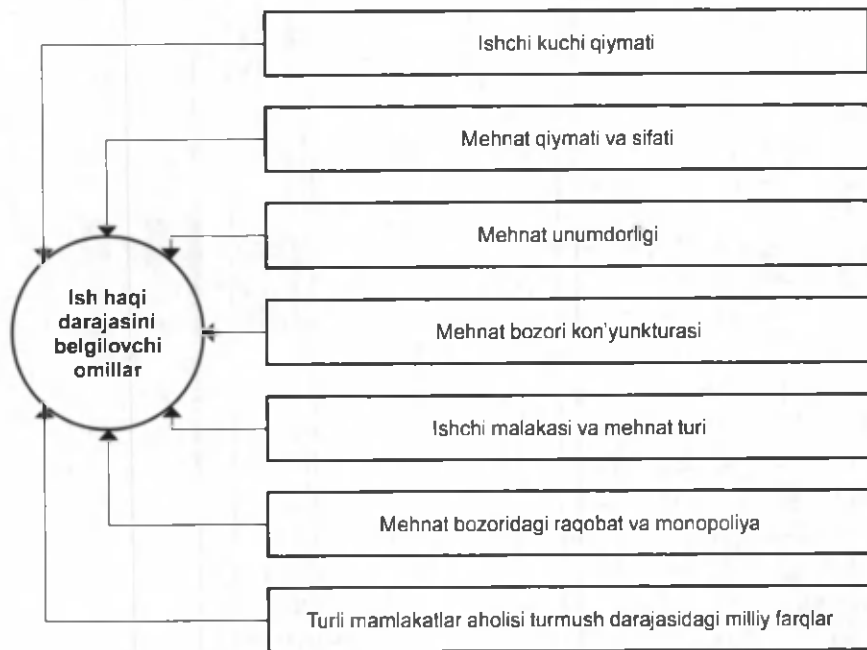 Ishchi kuchi qiymati
Mehnat qiymati va sifati
Mehnat unumdorligi
Ish haqi
darajasini
belgilovchi
omillar
Mehnat bozori kon'yunkturasi
Ishchi malakasi va mehnat turi
Mehnat bozoridagi raqobat va monopoliya
Turli mamlakatlar aholisi turmush darajasidagi milliy farqlar